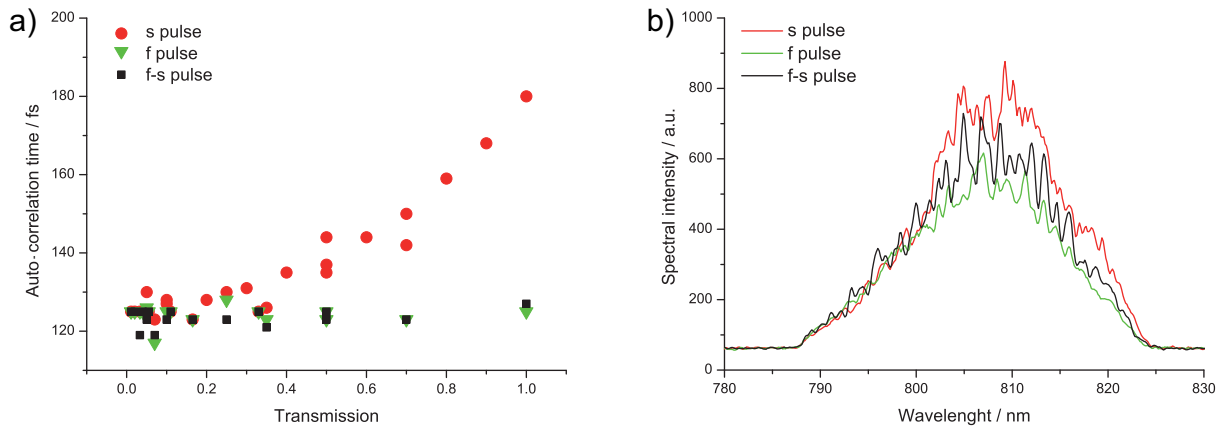 a)
s pulse
f pulse
f-s pulse
200
180
160
140
120
Auto-correlation time / fs
0.0 0.2 0.4 0.6 0.8 1.0
Transmission
b)
s pulse
f pulse
f-s pulse
1000
800
600
400
200
0
Spectral intensity / a.u.
780 790 800 810 820 830
Wavelenght / nm